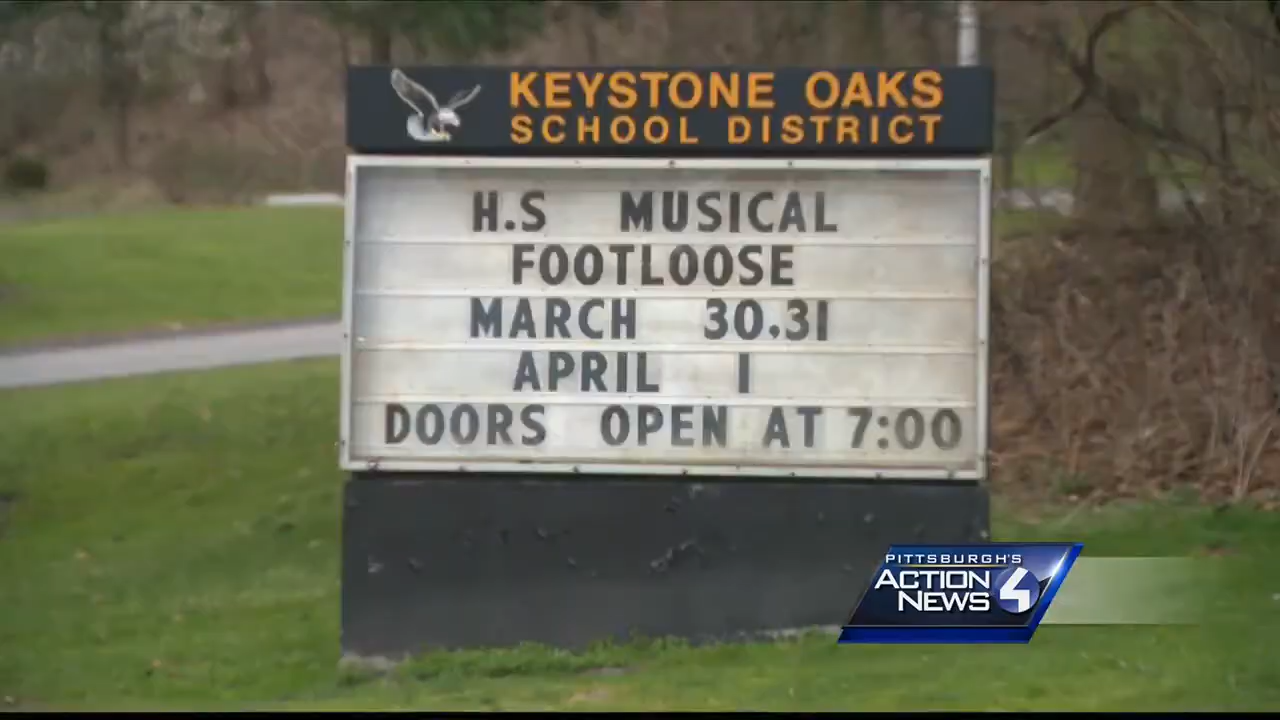 KEYSTONE OAKS
SCHOOL DISTRICT
H.S MUSICAL
FOOTLOOSE
MARCH 30.31
APRIL 1
DOORS OPEN AT 7:00
PITTSBURGH'S
ACTION
NEWS 4